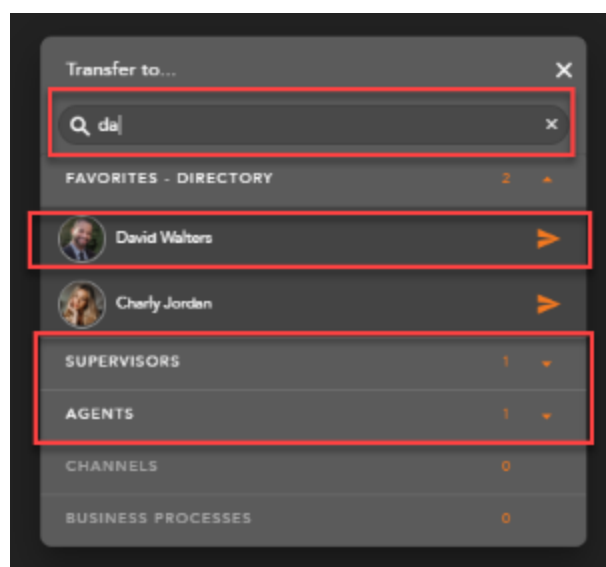 Transfer to...
da
FAVORITES - DIRECTORY 2
David Walters
Charly Jordan
SUPERVISORS 1
AGENTS 1
CHANNELS 0
BUSINESS PROCESSES 0